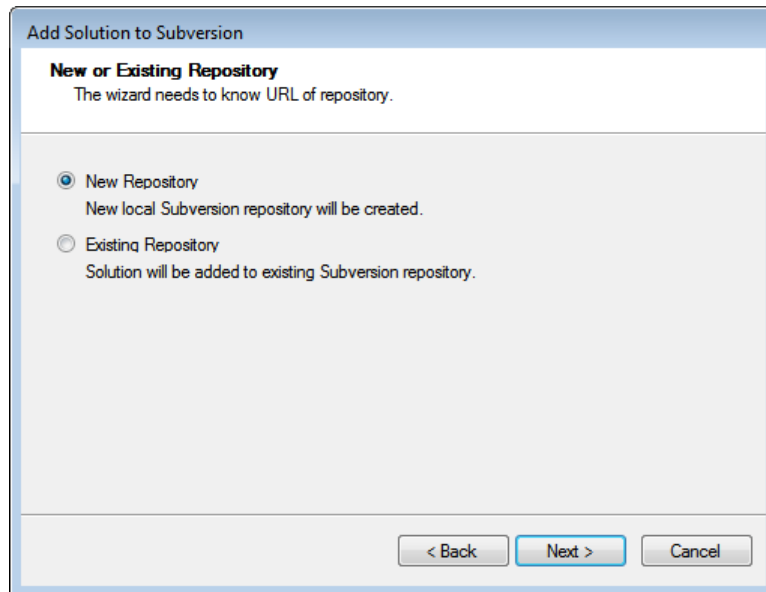 Add Solution to Subversion
New or Existing Repository
The wizard needs to know URL of repository.
New Repository
New local Subversion repository will be created.
Existing Repository
Solution will be added to existing Subversion repository.
< Back Next > Cancel